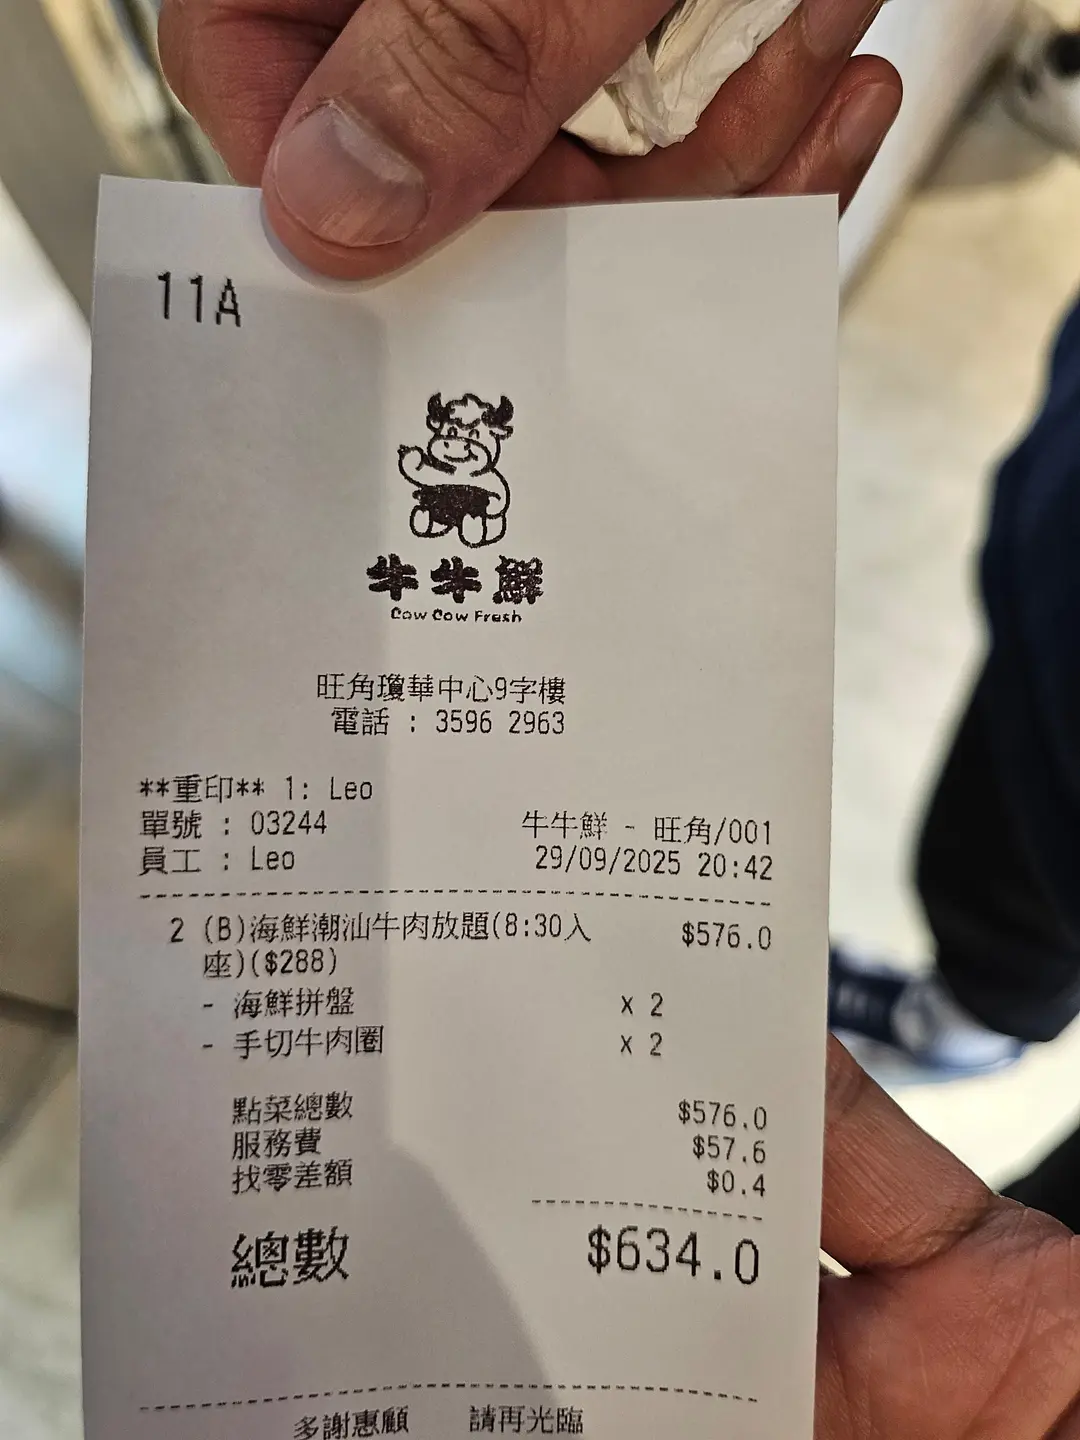 11A
牛牛鮮
Cow Cow Fresh
旺角瓊華中心9字樓
電話 : 3596 2963
**重印** 1: Leo
單號 : 03244 牛牛鮮 - 旺角/001
員工 : Leo 29/09/2025 20:42
2 (B)海鮮潮汕牛肉放題(8:30入 $576.0
座)($288)
- 海鮮拼盤 x 2
- 手切牛肉圈 x 2
點菜總數 $576.0
服務費 $57.6
找零差額 $0.4
總數 $634.0
多謝惠顧 請再光臨